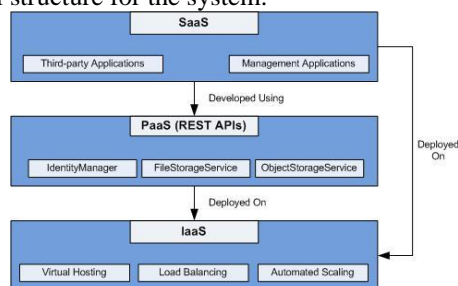 structure for the system.
SaaS
Third-party Applications
Management Applications
Developed Using
PaaS (REST APIs)
IdentityManager
FileStorageService
ObjectStorageService
Deployed On
Deployed
On
IaaS
Virtual Hosting
Load Balancing
Automated Scaling